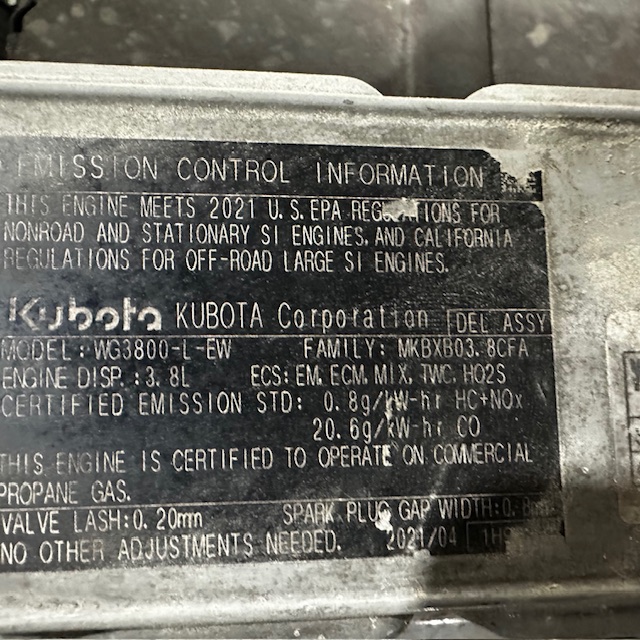 EMISSION CONTROL INFORMATION
THIS ENGINE MEETS 2021 U.S.EPA REGULATIONS FOR
NONROAD AND STATIONARY SI ENGINES, AND CALIFORNIA
REGULATIONS FOR OFF-ROAD LARGE SI ENGINES.
Kubota KUBOTA Corporation DEL ASSY
MODEL:WG3800-L-EW FAMILY: MKBXB03.8CFA
ENGINE DISP.:3.8L ECS:EM, ECM, MIX, TWC, HO2S
CERTIFIED EMISSION STD: 0.8g/kW-hr HC+NOx
20.6g/kW-hr CO
THIS ENGINE IS CERTIFIED TO OPERATE ON COMMERCIAL
PROPANE GAS.
VALVE LASH:0.20mm SPARK PLUG GAP WIDTH:
NO OTHER ADJUSTMENTS NEEDED. 2021/04